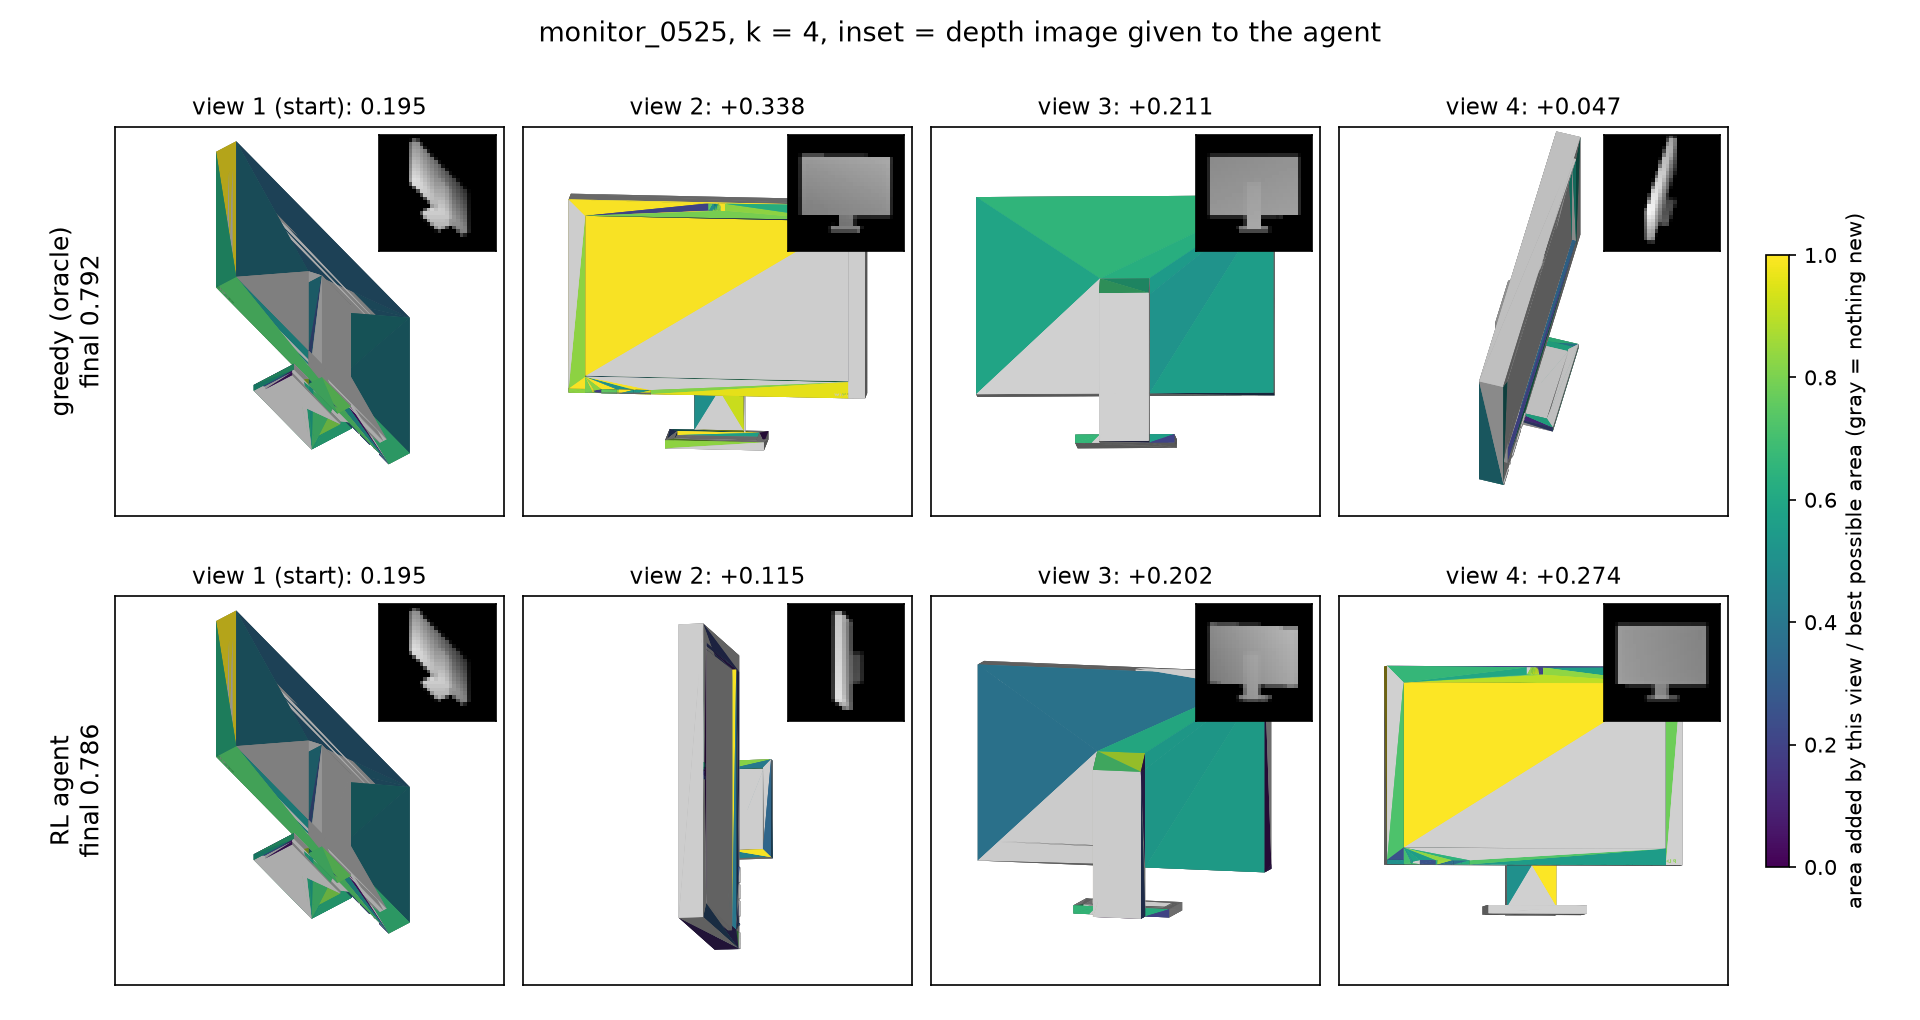 monitor_0525, k = 4, inset = depth image given to the agent
view 1 (start): 0.195
view 2: +0.338
view 3: +0.211
view 4: +0.047
greedy (oracle)
final 0.792
view 1 (start): 0.195
view 2: +0.115
view 3: +0.202
view 4: +0.274
RL agent
final 0.786
1.0
0.8
0.6
0.4
0.2
0.0
area added by this view / best possible area (gray = nothing new)